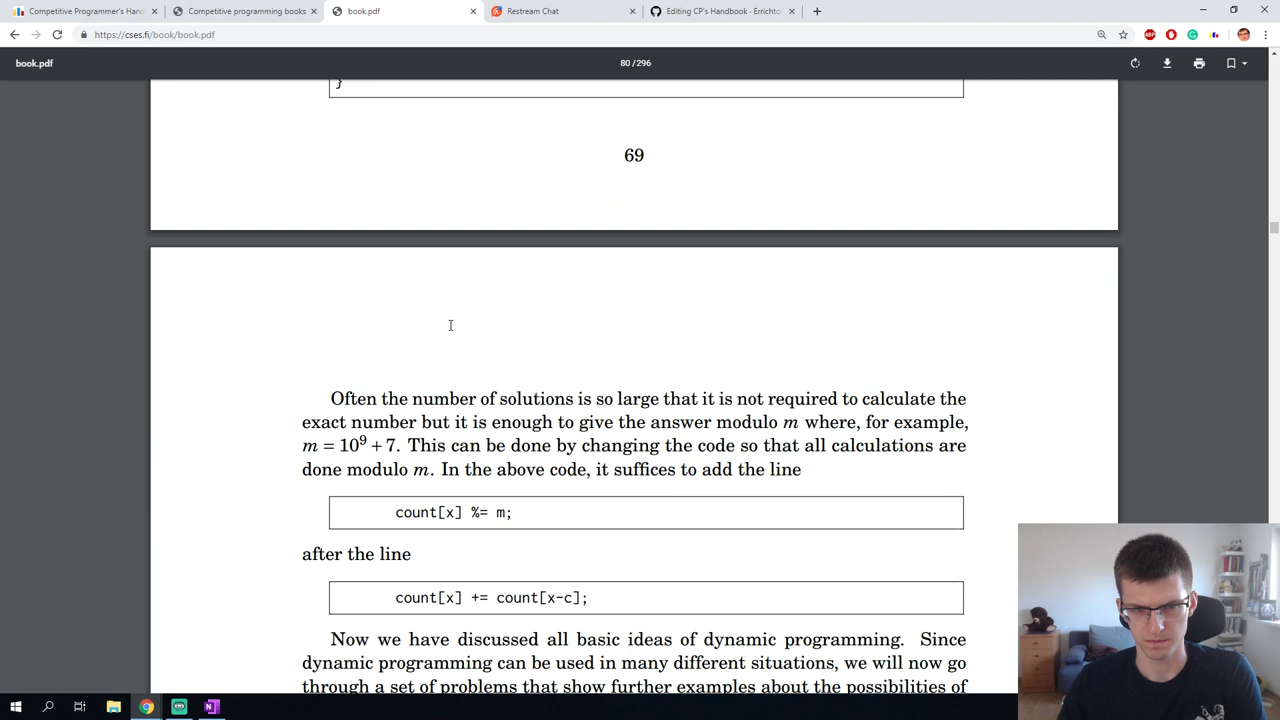 Competitive Programmer's Hand
Competitive programming books
book.pdf
Restream Chat
Editing CP's Handbook - Errichto
https://cses.fi/book/book.pdf
ABP
book.pdf
80 / 296
}
69
Often the number of solutions is so large that it is not required to calculate the
exact number but it is enough to give the answer modulo m where, for example,
m = 10⁹ + 7. This can be done by changing the code so that all calculations are
done modulo m. In the above code, it suffices to add the line
count[x] %= m;
after the line
count[x] += count[x-c];
Now we have discussed all basic ideas of dynamic programming. Since
dynamic programming can be used in many different situations, we will now go
through a set of problems that show further examples about the possibilities of